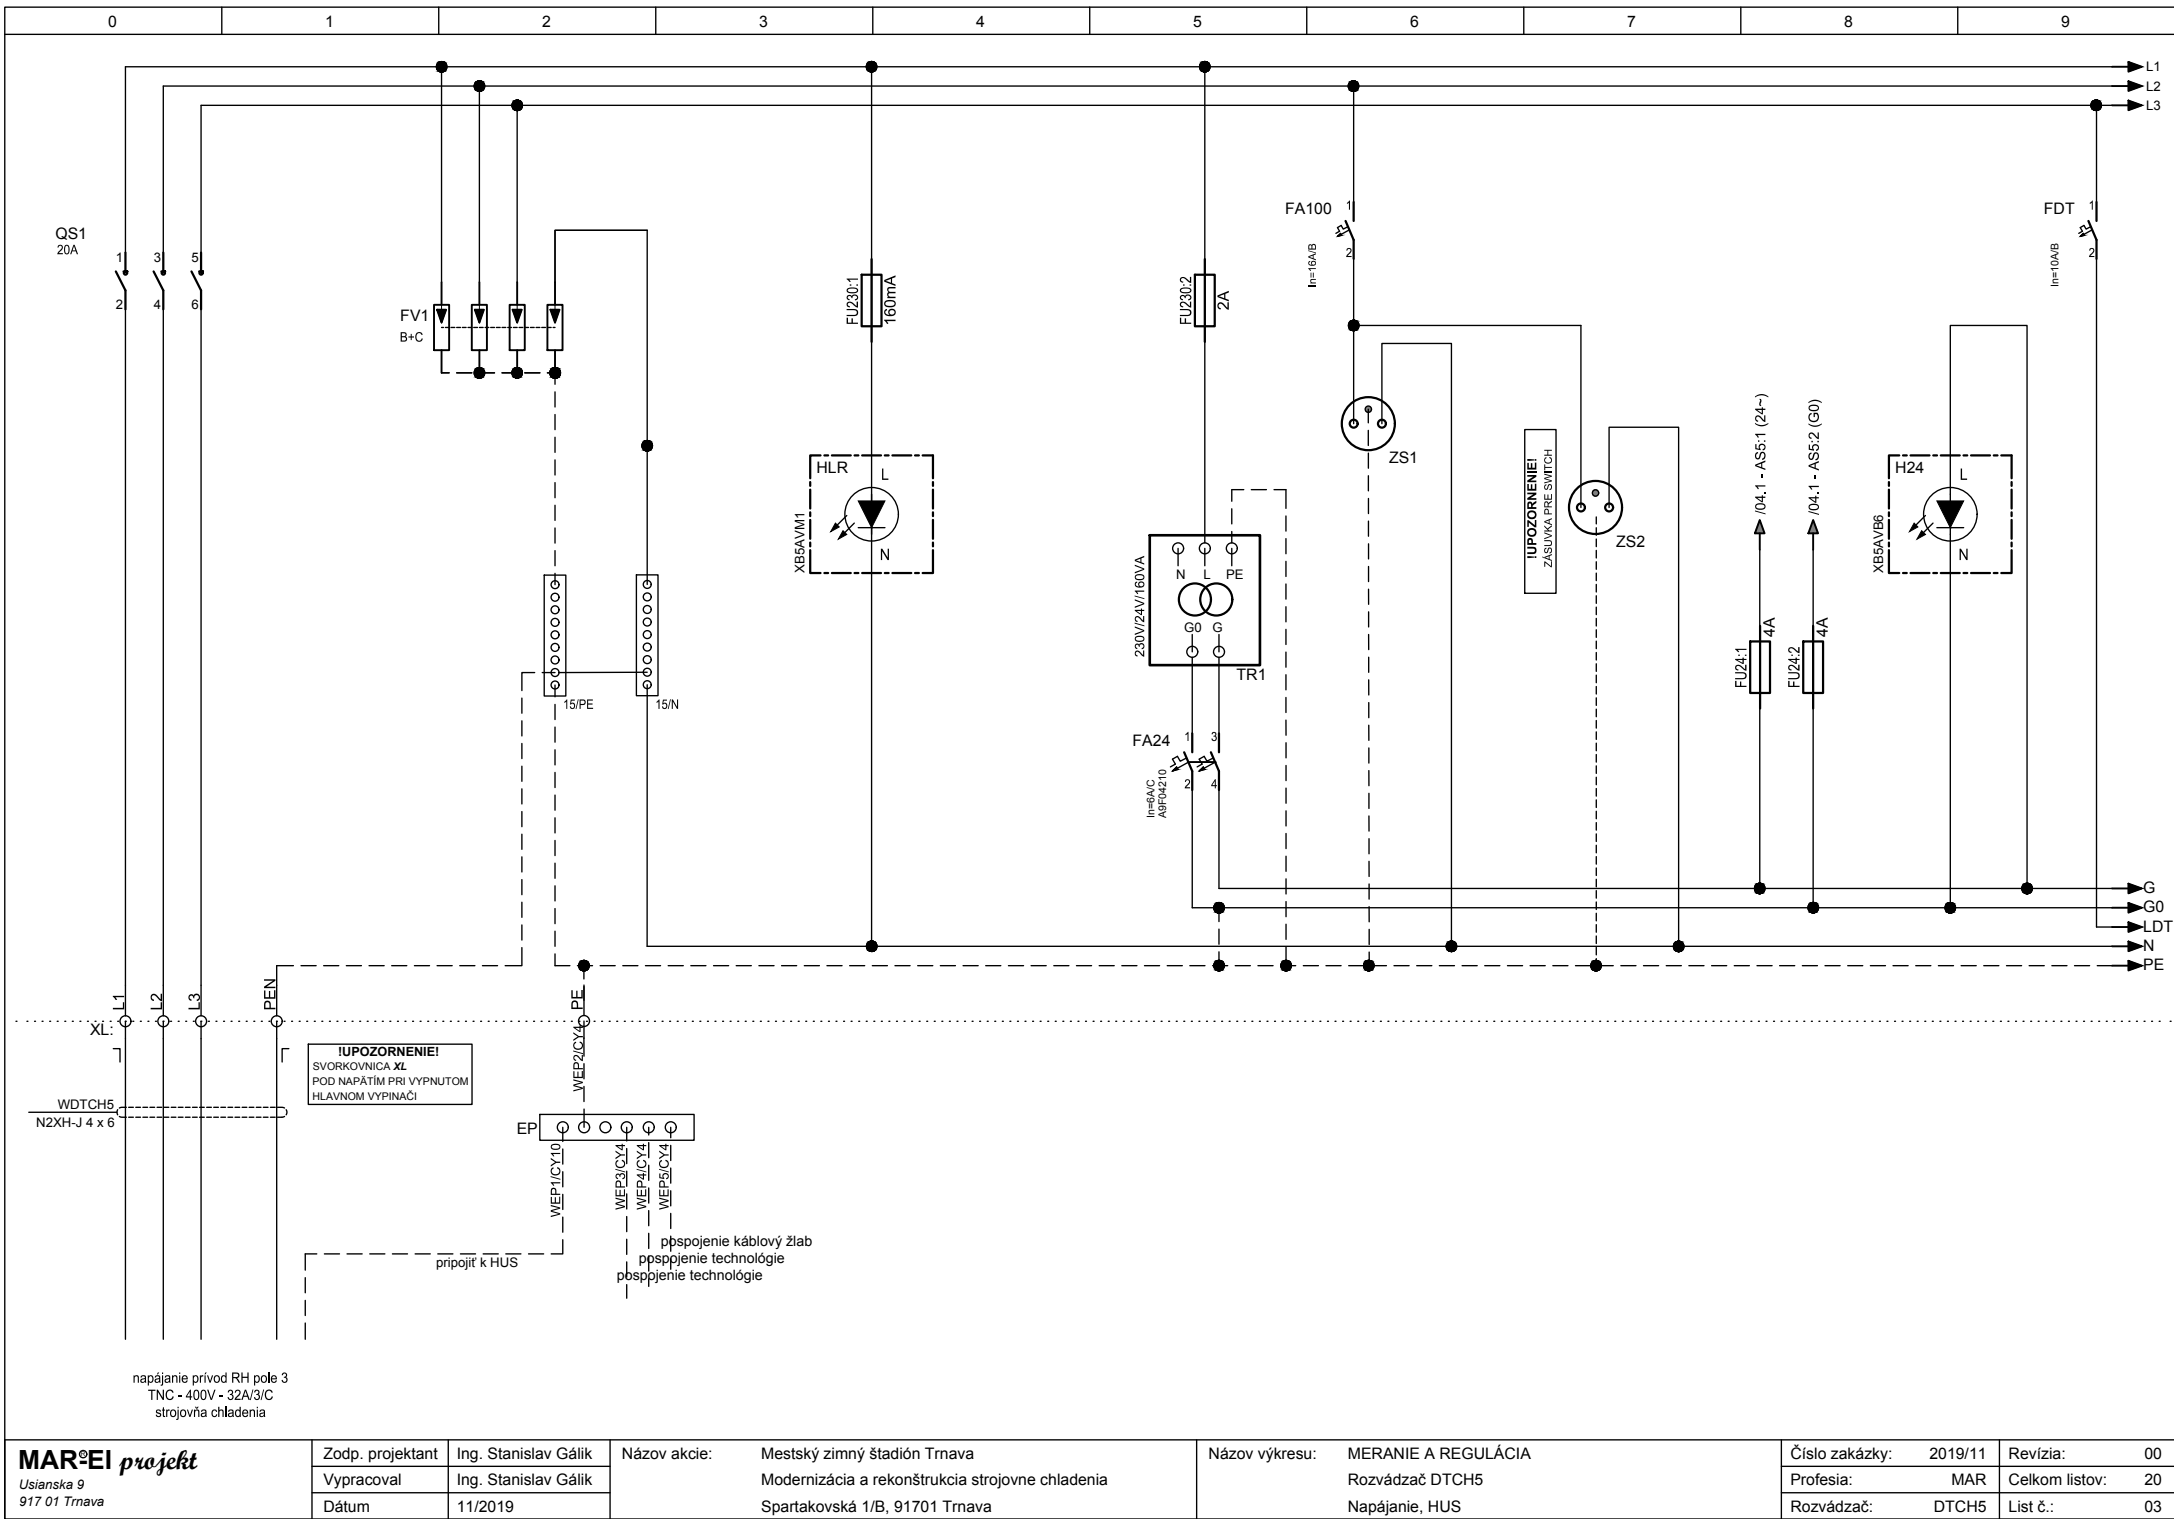 0 1 2 3 4 5 6 7 8 9
L1
L2
L3
QS1
20A
1 3 5
2 4 6
FV1
B+C
FU230:1
160mA
FU230:2
2A
FA100
1
2
In=16A/B
FDT
1
2
In=10A/B
HLR
L
N
XB5AVM1
ZS1
!UPOZORNENIE!
ZÁSUVKA PRE SWITCH
ZS2
/04.1 - AS5:1 (24~)
/04.1 - AS5:2 (G0)
H24
L
N
XB5AVB6
230V/24V/160VA
N L PE
G0 G
TR1
FU24:1
4A
FU24:2
4A
15/PE
15/N
FA24
1 3
2 4
In=6A/C
A9F04210
G
G0
LDT
N
PE
L1
L2
L3
PEN
PE
XL:
!UPOZORNENIE!
SVORKOVNICA XL
POD NAPÄTÍM PRI VYPNUTOM
HLAVNOM VYPINAČI
WEP2/CY4
WDTCH5
N2XH-J 4 x 6
EP
WEP1/CY10
WEP3/CY4
WEP4/CY4
WEP5/CY4
pospojenie káblový žlab
pripojiť k HUS
pospojenie technológie
pospojenie technológie
napájanie prívod RH pole 3
TNC - 400V - 32A/3/C
strojovňa chladenia
MAR EI projekt
Usianska 9
917 01 Trnava
Zodp. projektant Ing. Stanislav Gálik
Vypracoval Ing. Stanislav Gálik
Dátum 11/2019
Názov akcie: Mestský zimný štadión Trnava
Modernizácia a rekonštrukcia strojovne chladenia
Spartakovská 1/B, 91701 Trnava
Názov výkresu: MERANIE A REGULÁCIA
Rozvádzač DTCH5
Napájanie, HUS
Číslo zakázky: 2019/11 Revízia: 00
Profesia: MAR Celkom listov: 20
Rozvádzač: DTCH5 List č.: 03